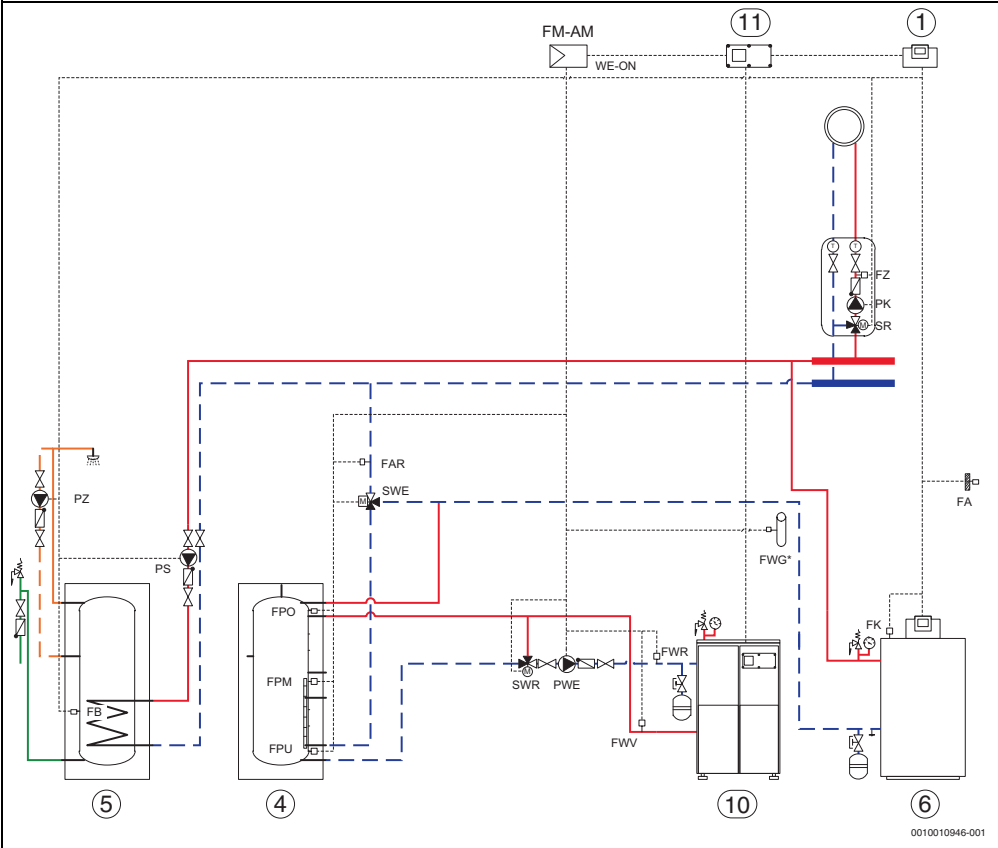 11
1
FM-AM
WE-ON
T
T
FZ
PK
M
SR
FAR
SWE
M
PZ
FA
PS
FWG*
FPO
FK
FWR
FPM
M
SWR
PWE
FB
FPU
FWV
5
4
10
6
0010010946-001